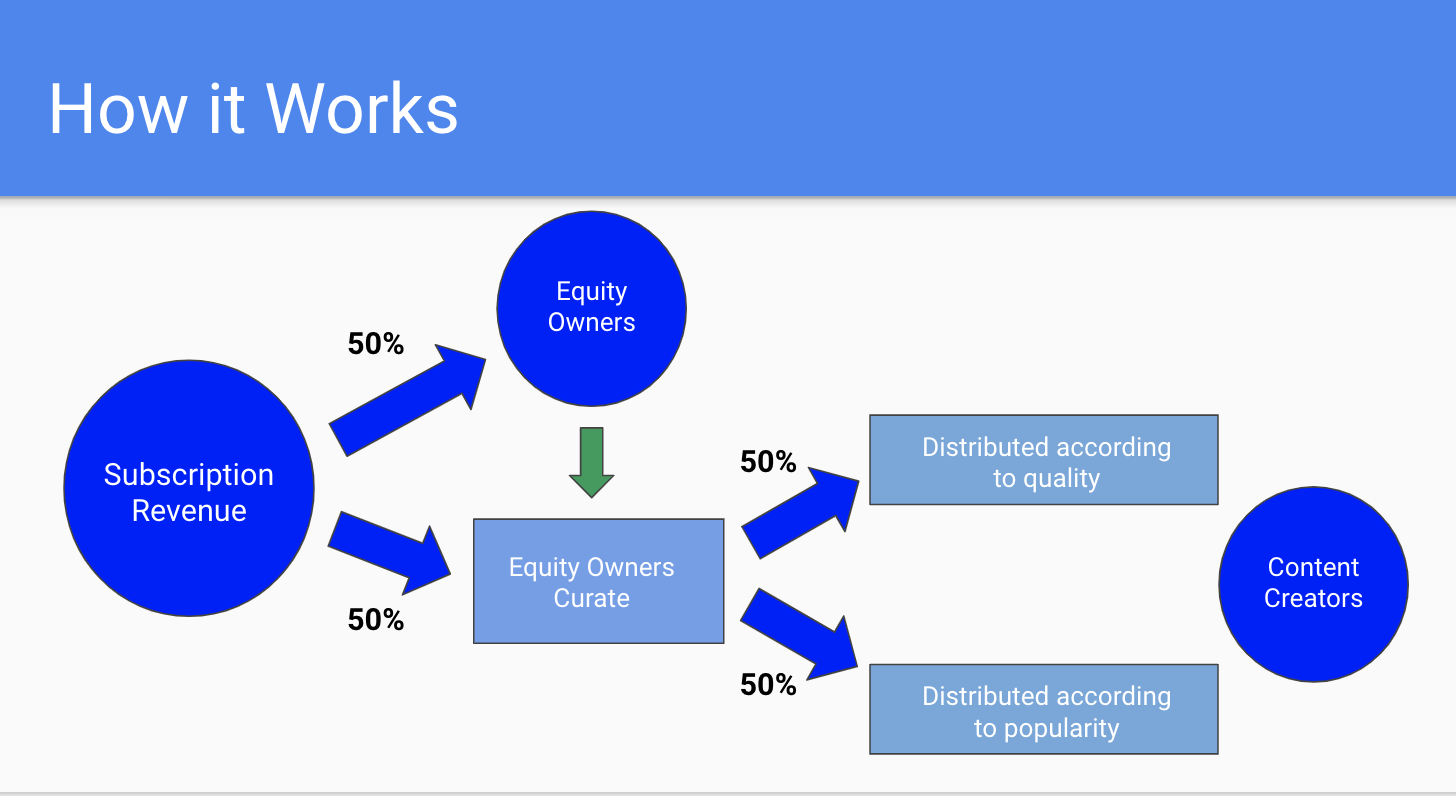 How it Works
Equity
Owners
50%
Subscription
Revenue
50%
Equity Owners
Curate
50%
Distributed according
to quality
50%
Distributed according
to popularity
Content
Creators